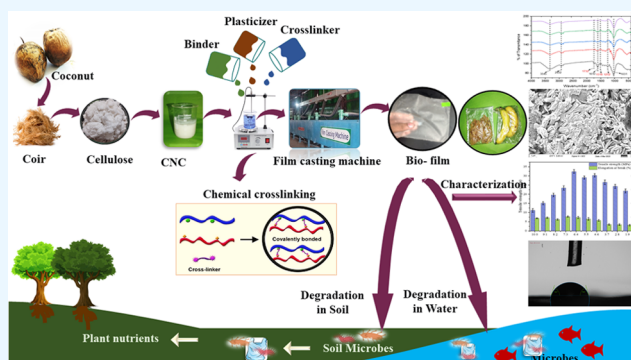 Plasticizer
Crosslinker
Binder
Coconut
Coir
Cellulose
CNC
Film casting machine
Bio- film
Chemical crosslinking
Characterization
Covalently bonded
Cross-linker
Degradation
in Soil
Degradation
in Water
Plant nutrients
Soil Microbes
Microbes